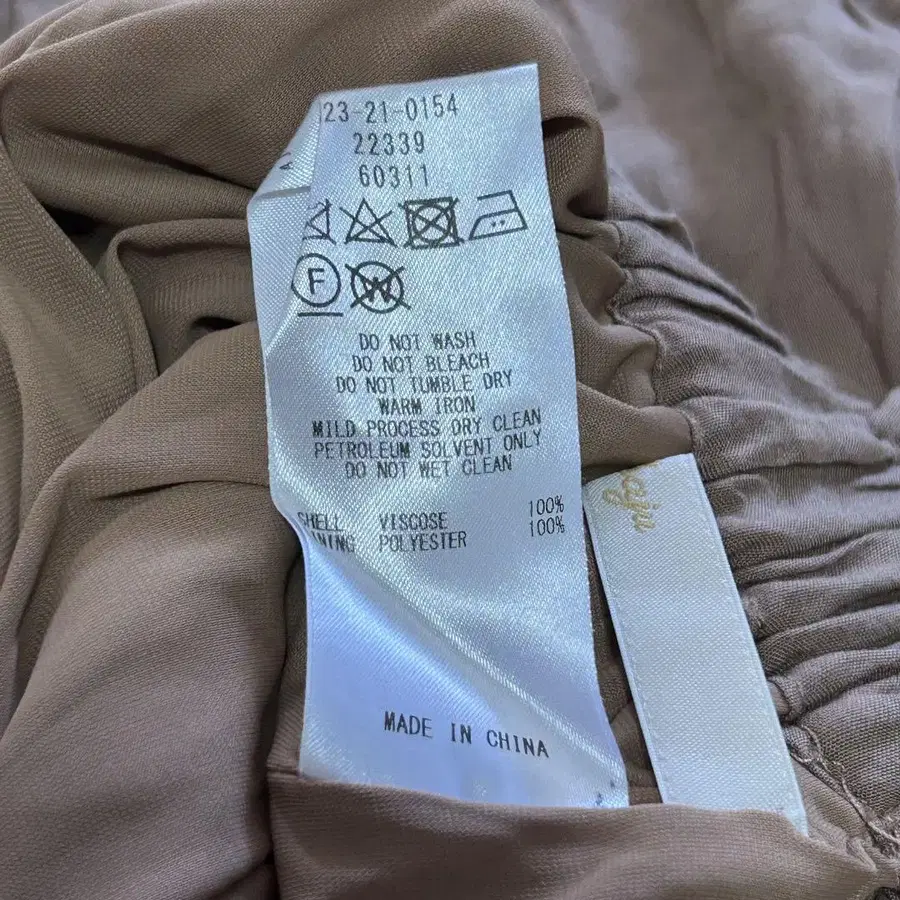 23-21-0154
22339
60311
F
W
DO NOT WASH
DO NOT BLEACH
DO NOT TUMBLE DRY
WARM IRON
MILD PROCESS DRY CLEAN
PETROLEUM SOLVENT ONLY
DO NOT WET CLEAN
SHELL VISCOSE 100%
LINING POLYESTER 100%
MADE IN CHINA